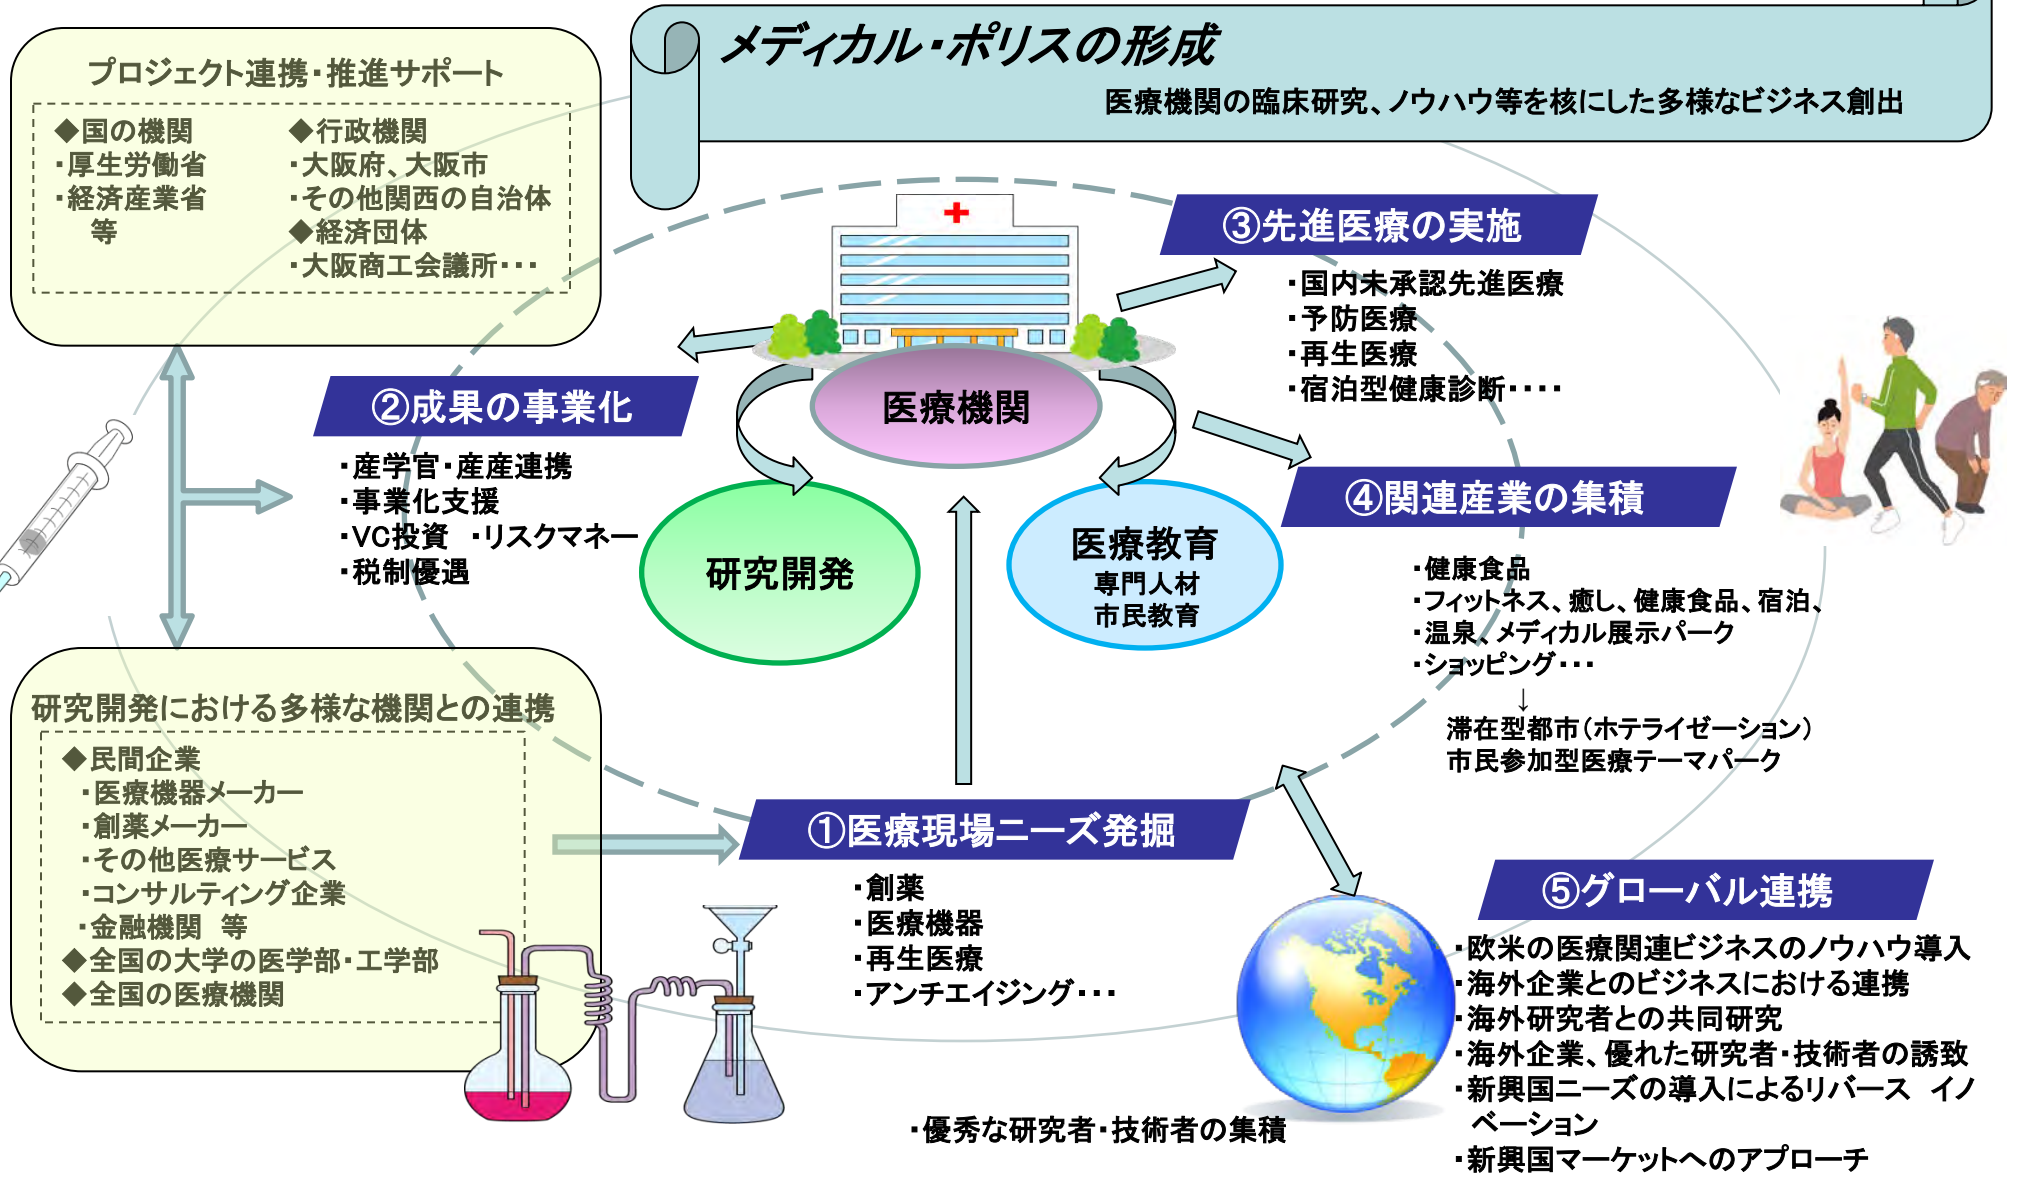 メディカル・ポリスの形成
医療機関の臨床研究、ノウハウ等を核にした多様なビジネス創出
プロジェクト連携・推進サポート
◆国の機関
・厚生労働省
・経済産業省
等
◆行政機関
・大阪府、大阪市
・その他関西の自治体
◆経済団体
・大阪商工会議所・・・
③先進医療の実施
・国内未承認先進医療
・予防医療
・再生医療
・宿泊型健康診断・・・・
②成果の事業化
・産学官・産産連携
・事業化支援
・VC投資 ・リスクマネー
・税制優遇
医療機関
研究開発
医療教育
専門人材
市民教育
④関連産業の集積
・健康食品
・フィットネス、癒し、健康食品、宿泊、
・温泉、メディカル展示パーク
・ショッピング・・・
↓
滞在型都市(ホテライゼーション)
市民参加型医療テーマパーク
研究開発における多様な機関との連携
◆民間企業
・医療機器メーカー
・創薬メーカー
・その他医療サービス
・コンサルティング企業
・金融機関 等
◆全国の大学の医学部・工学部
◆全国の医療機関
①医療現場ニーズ発掘
・創薬
・医療機器
・再生医療
・アンチエイジング・・・
⑤グローバル連携
・欧米の医療関連ビジネスのノウハウ導入
・海外企業とのビジネスにおける連携
・海外研究者との共同研究
・海外企業、優れた研究者・技術者の誘致
・新興国ニーズの導入によるリバース イノ
ベーション
・新興国マーケットへのアプローチ
・優秀な研究者・技術者の集積